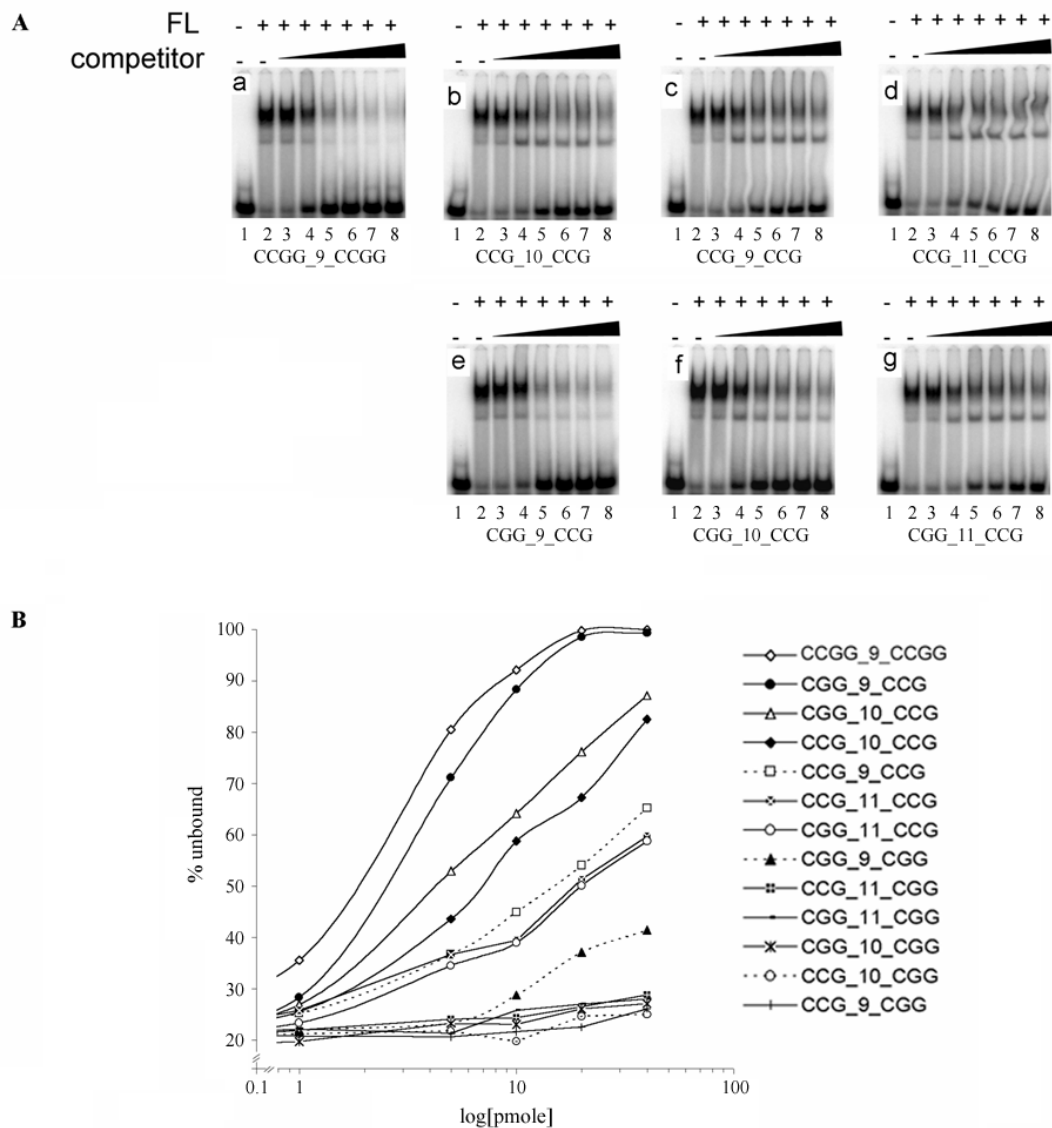 A
FL - + + + + + + + - + + + + + + + - + + + + + + + - + + + + + + +
competitor - - - - - - - -
a b c d
1 2 3 4 5 6 7 8 1 2 3 4 5 6 7 8 1 2 3 4 5 6 7 8 1 2 3 4 5 6 7 8
CCGG_9_CCGG CCG_10_CCG CCG_9_CCG CCG_11_CCG
- + + + + + + + - + + + + + + + - + + + + + + +
- - - - - -
e f g
1 2 3 4 5 6 7 8 1 2 3 4 5 6 7 8 1 2 3 4 5 6 7 8
CGG_9_CCG CGG_10_CCG CGG_11_CCG
B
% unbound
100
90
80
70
60
50
40
30
20
0.1 1 10 100
log[pmole]
CCGG_9_CCGG
CGG_9_CCG
CGG_10_CCG
CCG_10_CCG
CCG_9_CCG
CCG_11_CCG
CGG_11_CCG
CGG_9_CGG
CCG_11_CGG
CGG_11_CGG
CGG_10_CGG
CCG_10_CGG
CCG_9_CGG